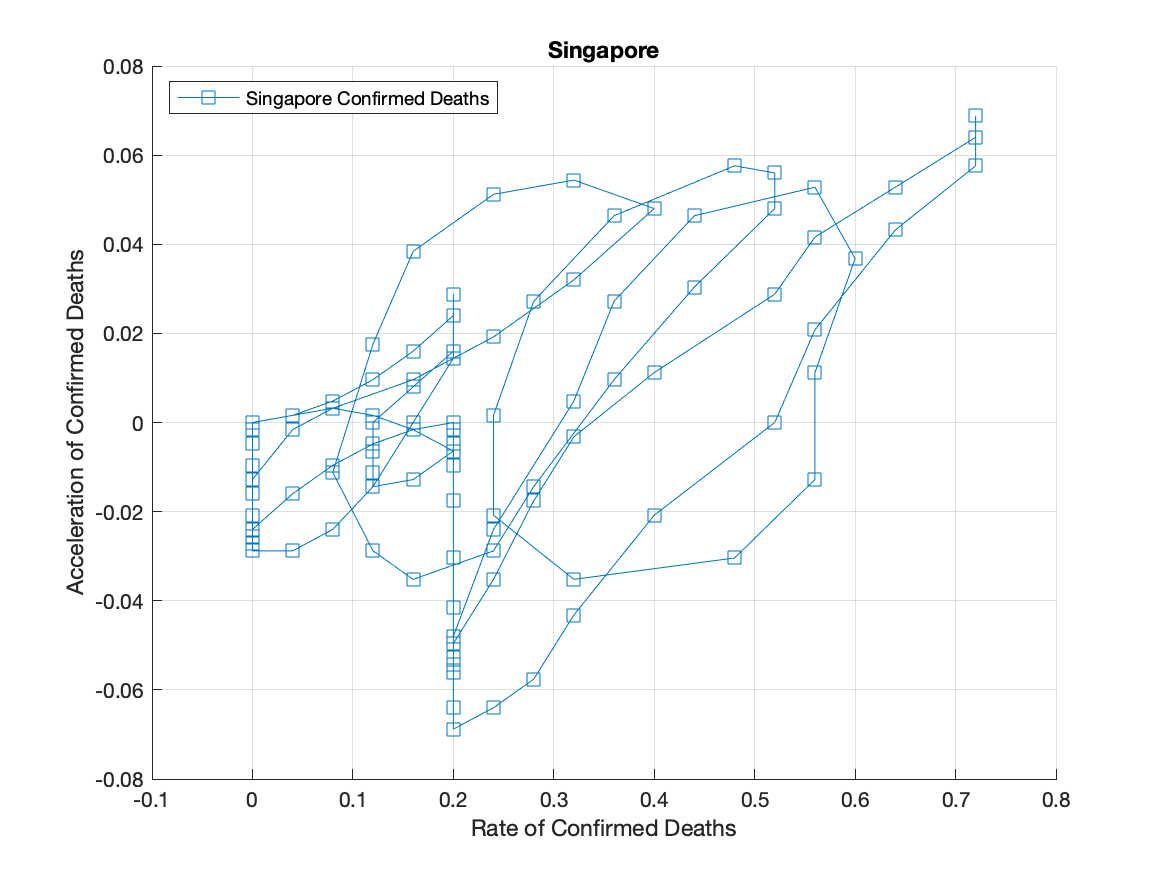 Singapore
0.08
Singapore Confirmed Deaths
0.06
0.04
0.02
0
-0.02
-0.04
-0.06
-0.08
Acceleration of Confirmed Deaths
-0.1 0 0.1 0.2 0.3 0.4 0.5 0.6 0.7 0.8
Rate of Confirmed Deaths